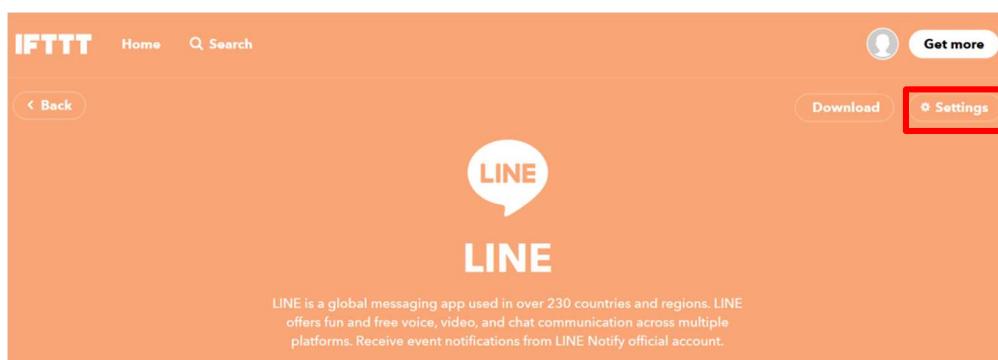 IFTTT Home Search Get more
< Back Download Settings
LINE
LINE
LINE is a global messaging app used in over 230 countries and regions. LINE
offers fun and free voice, video, and chat communication across multiple
platforms. Receive event notifications from LINE Notify official account.